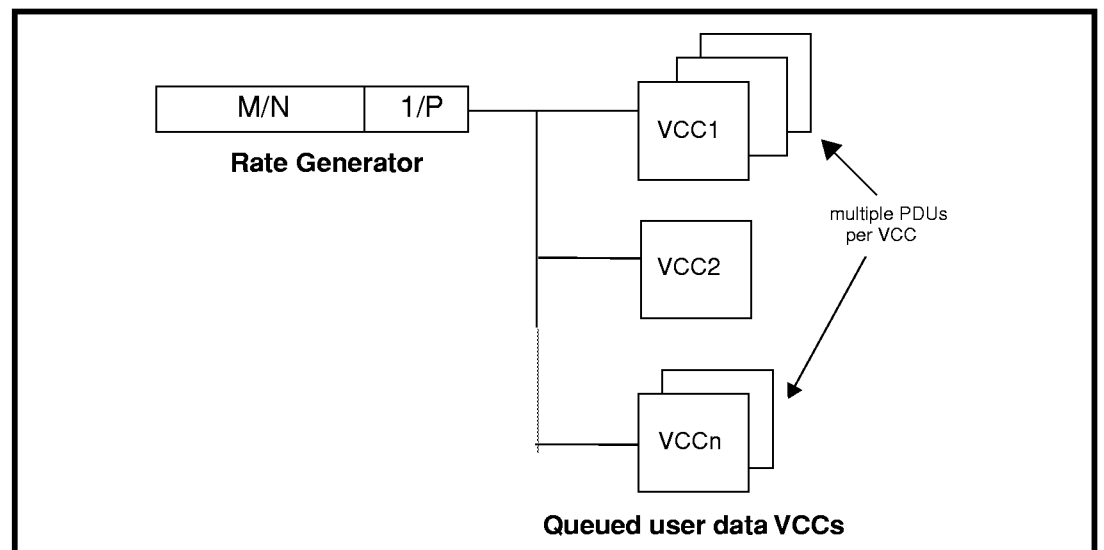 M/N
1/P
Rate Generator
VCC1
multiple PDUs
per VCC
VCC2
VCCn
Queued user data VCCs